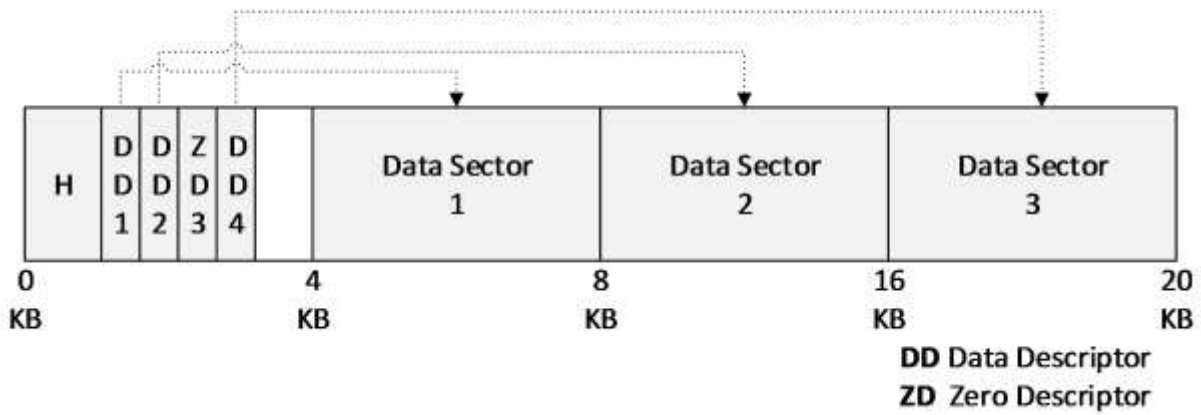 H
D
D
1
D
D
2
Z
D
3
D
D
4
Data Sector
1
Data Sector
2
Data Sector
3
0
KB
4
KB
8
KB
16
KB
20
KB
DD Data Descriptor
ZD Zero Descriptor